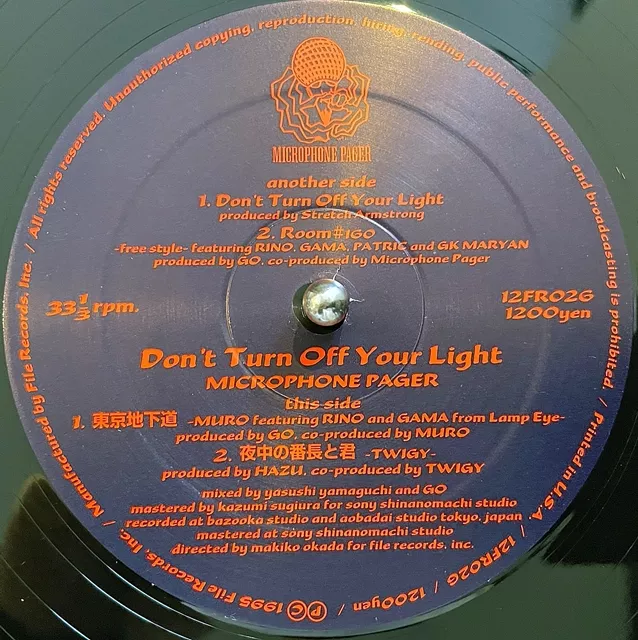 MICROPHONE PAGER
another side
1. Don't Turn Off Your Light
produced by Stretch Armstrong
2. Room#160
-free style- featuring RINO, GAMA, PATRIC and GK MARYAN
produced by GO, co-produced by Microphone Pager
33 1/3 rpm.
12FR026
1200yen
Don't Turn Off Your Light
MICROPHONE PAGER
this side
1. 東京地下道 -MURO featuring RINO and GAMA from Lamp Eye-
produced by GO, co-produced by MURO
2. 夜中の番長と君 -TWIGY-
produced by HAZU, co-produced by TWIGY
mixed by yasushi yamaguchi and GO
mastered by kazumi sugiura for sony shinanomachi studio
recorded at bazooka studio and aobadai studio tokyo, japan
mastered at sony shinanomachi studio
directed by makiko okada for file records, inc.
Ⓟ©1995 File Records, Inc. / Manufactured by File Records, Inc. / All rights reserved. Unauthorized copying, reproduction, hiring, rending, public performance and broadcasting is prohibited. / Printed in U.S.A. / 12FR026 / 1200yen /